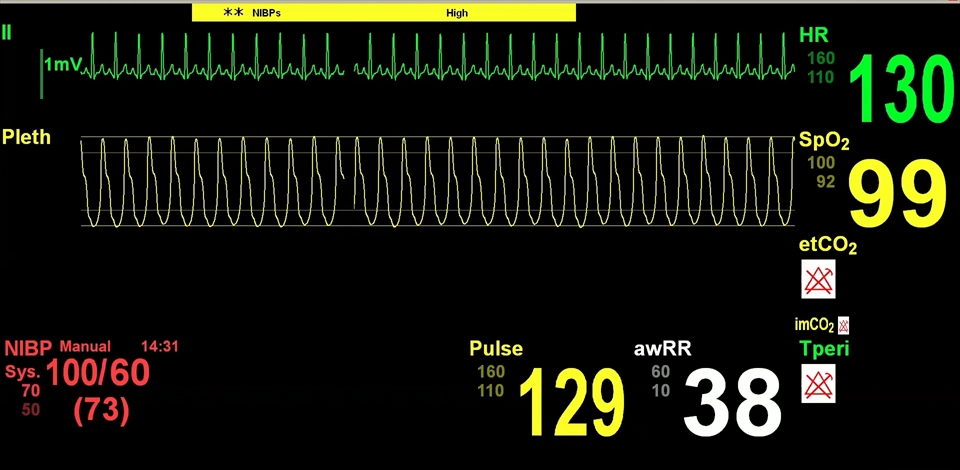 ** NIBPs High
II
1mV
HR
160
110
130
Pleth
SpO₂
100
92
99
etCO₂
imCO₂
NIBP Manual 14:31
Sys. 100/60
70
50
(73)
Pulse
160
110
129
awRR
60
10
38
Tperi